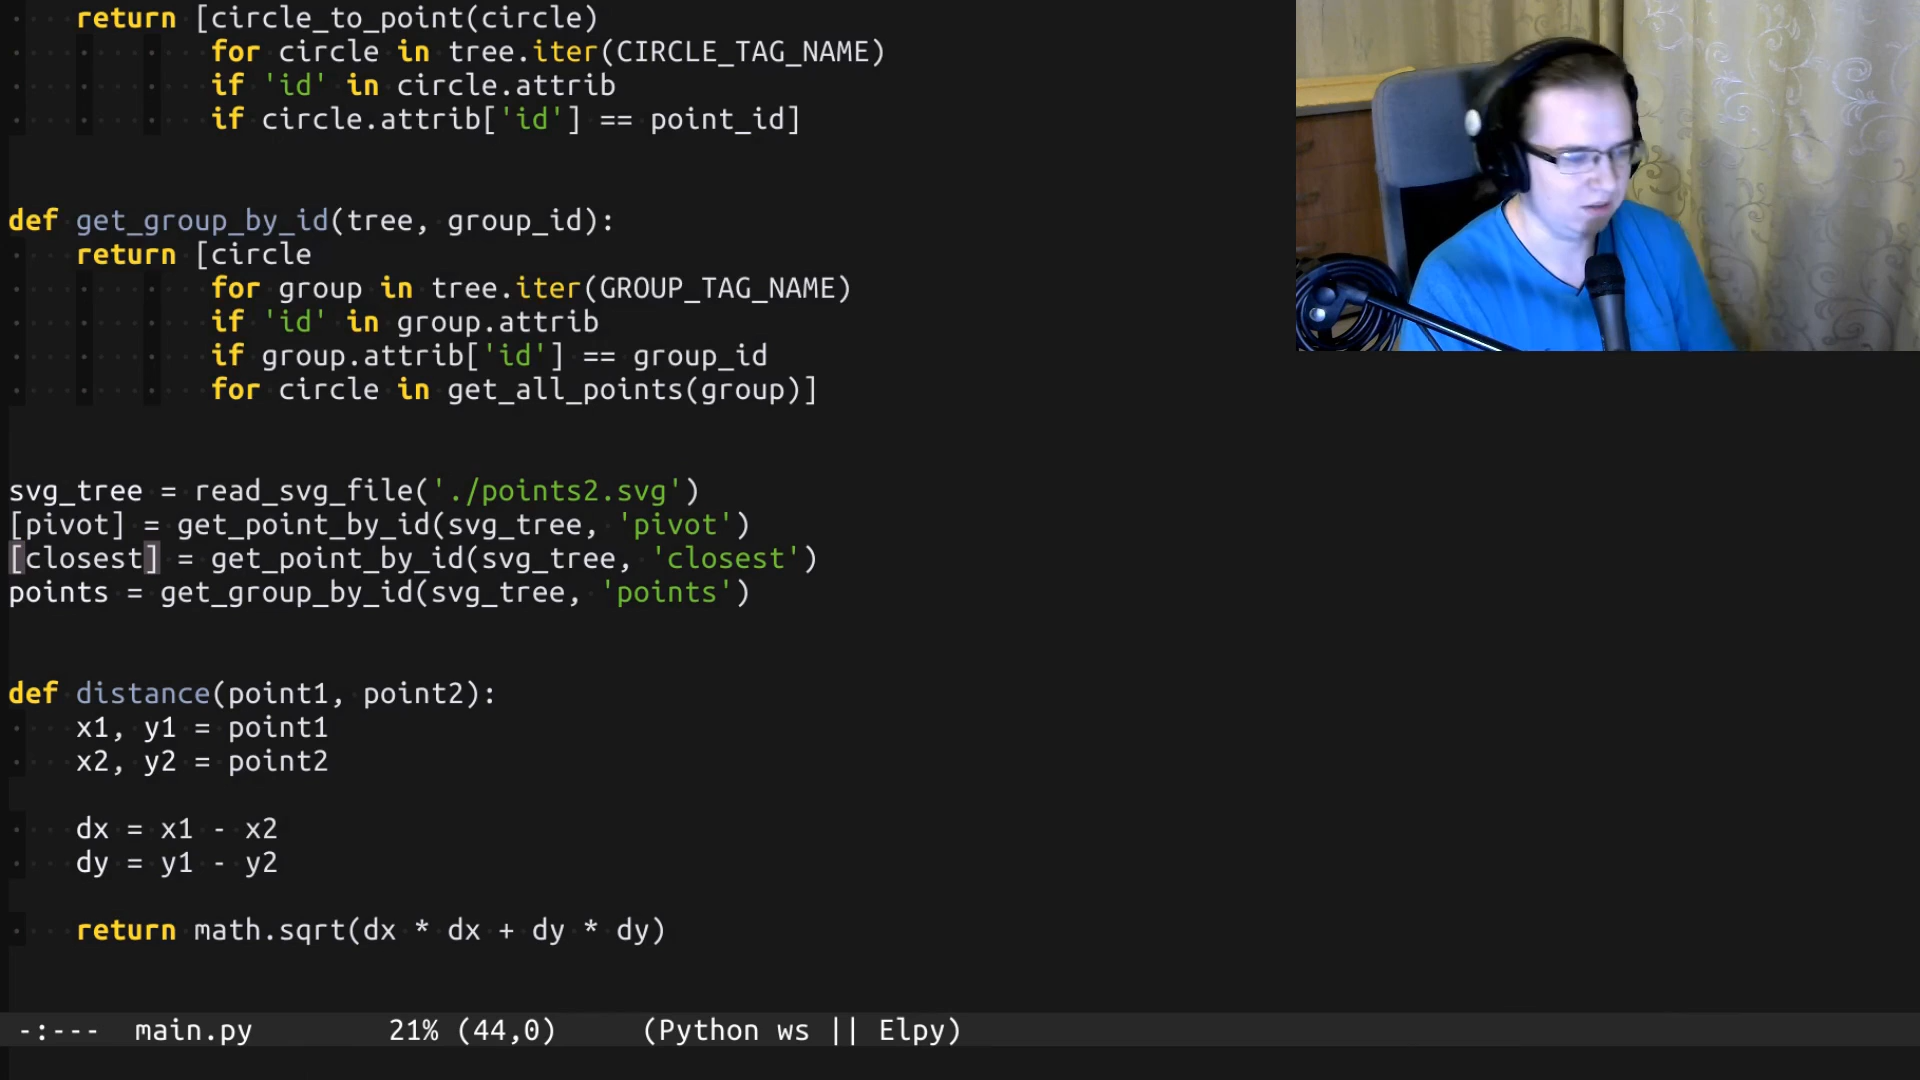 return [circle_to_point(circle)
for circle in tree.iter(CIRCLE_TAG_NAME)
if 'id' in circle.attrib
if circle.attrib['id'] == point_id]
def get_group_by_id(tree, group_id):
return [circle
for group in tree.iter(GROUP_TAG_NAME)
if 'id' in group.attrib
if group.attrib['id'] == group_id
for circle in get_all_points(group)]
svg_tree = read_svg_file('./points2.svg')
[pivot] = get_point_by_id(svg_tree, 'pivot')
[closest] = get_point_by_id(svg_tree, 'closest')
points = get_group_by_id(svg_tree, 'points')
def distance(point1, point2):
x1, y1 = point1
x2, y2 = point2
dx = x1 - x2
dy = y1 - y2
return math.sqrt(dx * dx + dy * dy)
-:--- main.py 21% (44,0) (Python ws || Elpy)